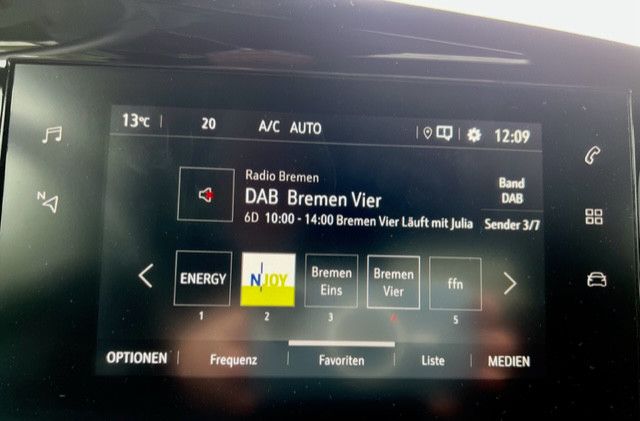 13°C 20 A/C AUTO 12:09
Radio Bremen
DAB Bremen Vier
6D 10:00 - 14:00 Bremen Vier Läuft mit Julia
Band
DAB
Sender 3/7
N
ENERGY
N JOY
Bremen
Eins
Bremen
Vier
ffn
1 2 3 4 5
OPTIONEN Frequenz Favoriten Liste MEDIEN